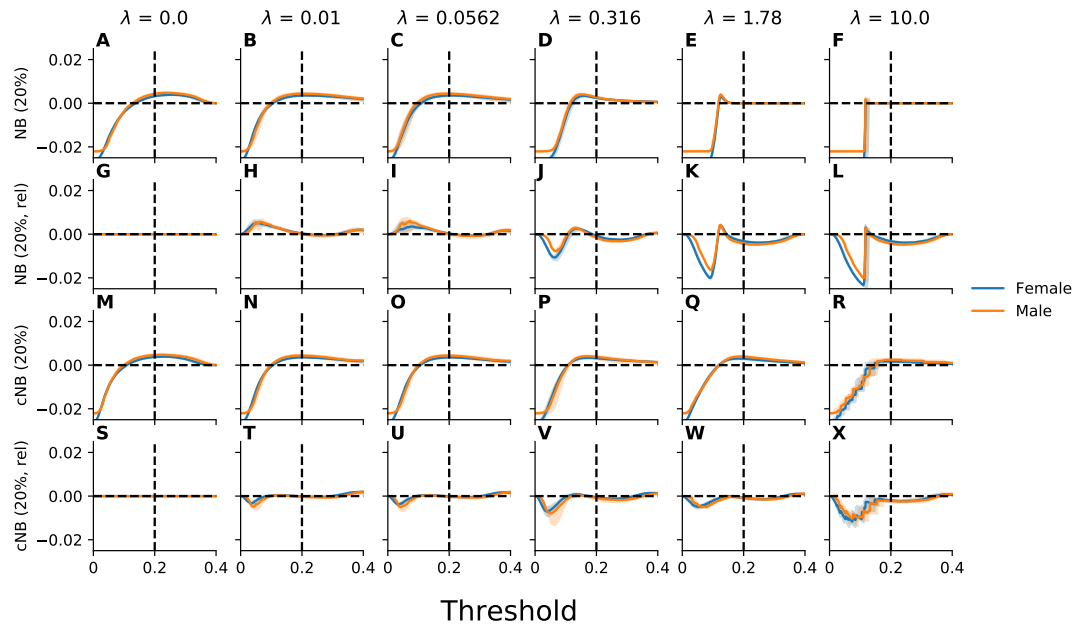 λ = 0.0 λ = 0.01 λ = 0.0562 λ = 0.316 λ = 1.78 λ = 10.0
A B C D E F
NB (20%)
0.02
0.00
−0.02
G H I J K L
NB (20%, rel)
0.02
0.00
−0.02
Female
Male
M N O P Q R
cNB (20%)
0.02
0.00
−0.02
S T U V W X
cNB (20%, rel)
0.02
0.00
−0.02
0 0.2 0.4 0 0.2 0.4 0 0.2 0.4 0 0.2 0.4 0 0.2 0.4 0 0.2 0.4
Threshold